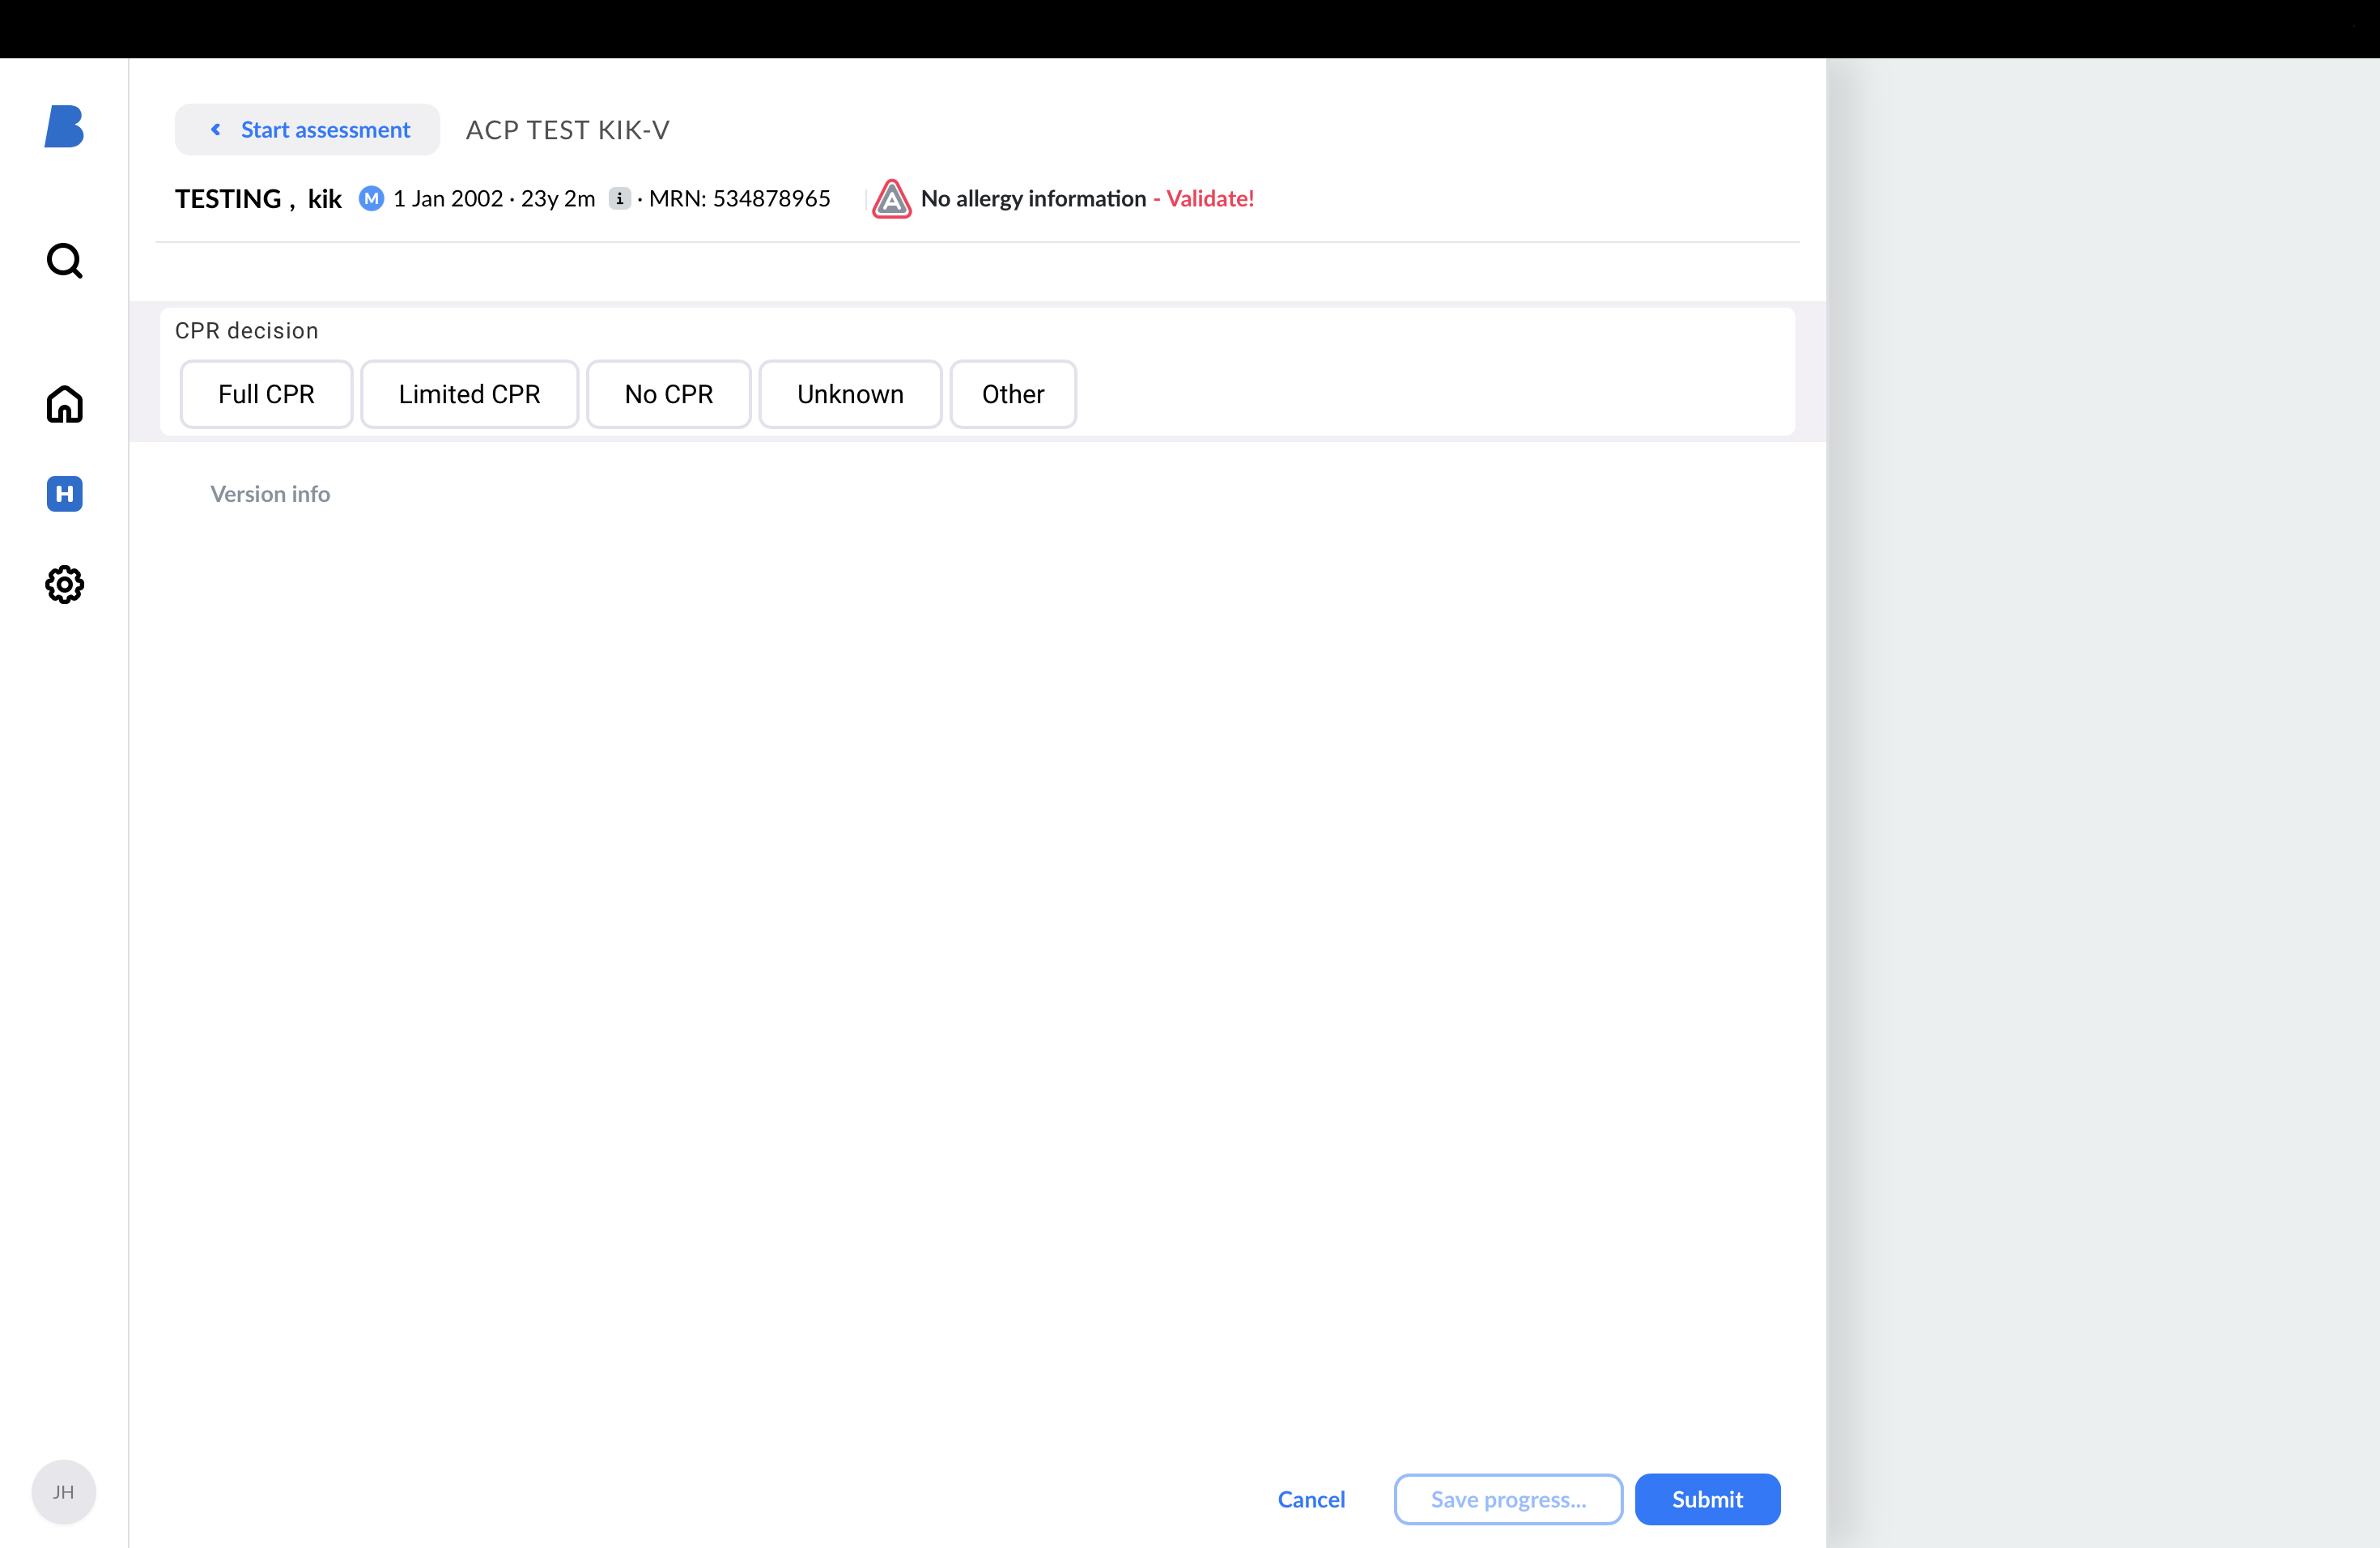 Start assessment ACP TEST KIK-V
TESTING , kik M 1 Jan 2002 · 23y 2m i · MRN: 534878965 A No allergy information - Validate!
CPR decision
Full CPR Limited CPR No CPR Unknown Other
H
Version info
JH
Cancel Save progress... Submit